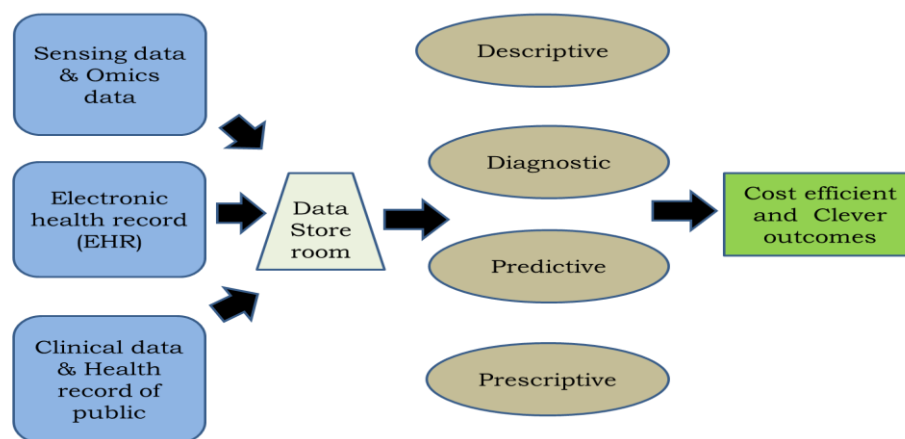 Sensing data
& Omics
data
Electronic
health record
(EHR)
Clinical data
& Health
record of
public
Data
Store
room
Descriptive
Diagnostic
Predictive
Prescriptive
Cost efficient
and Clever
outcomes